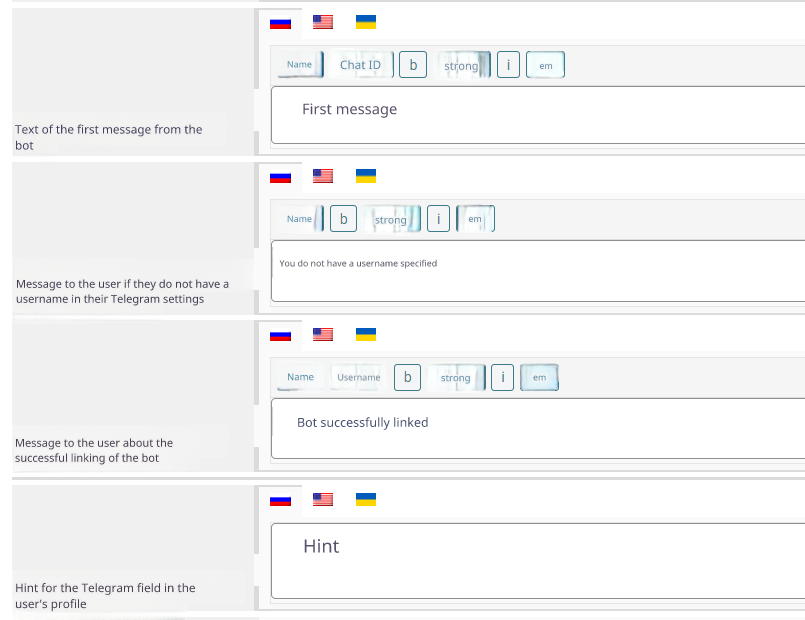 Name Chat ID b strong i em
First message
Text of the first message from the
bot
Name b strong i em
You do not have a username specified
Message to the user if they do not have a
username in their Telegram settings
Name Username b strong i em
Bot successfully linked
Message to the user about the
successful linking of the bot
Hint
Hint for the Telegram field in the
user's profile